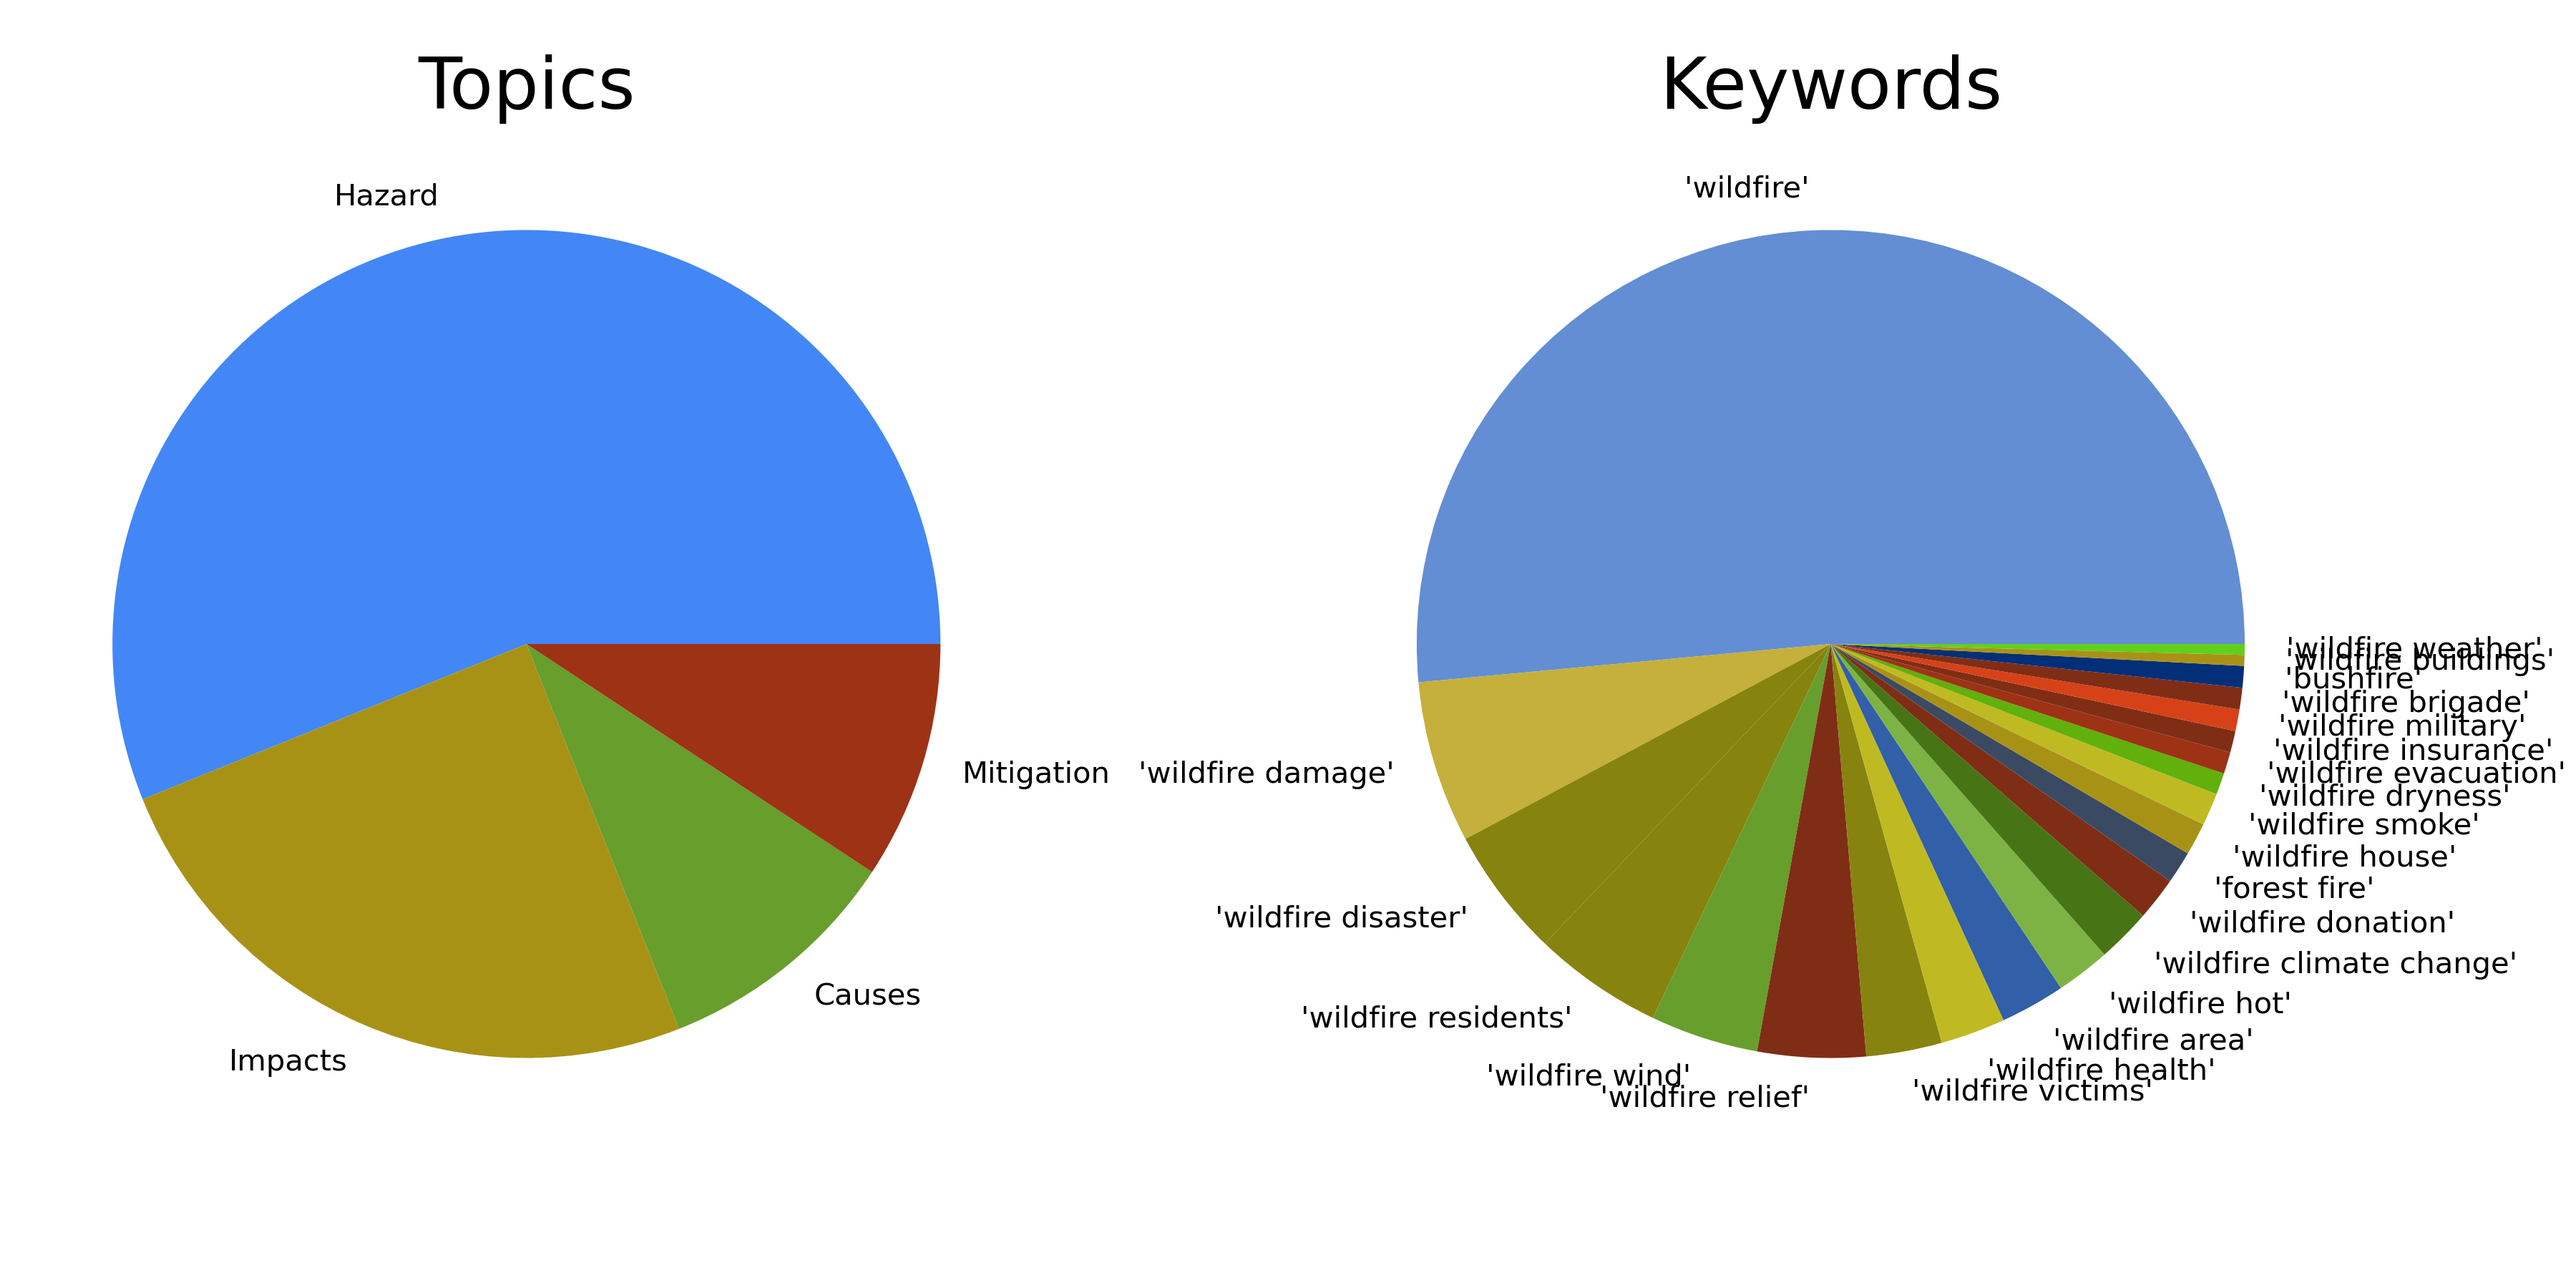 Topics
Hazard
Impacts
Causes
Mitigation
Keywords
'wildfire'
'wildfire damage'
'wildfire disaster'
'wildfire residents'
'wildfire wind'
'wildfire relief'
'wildfire victims'
'wildfire health'
'wildfire area'
'wildfire hot'
'wildfire climate change'
'wildfire donation'
'forest fire'
'wildfire house'
'wildfire smoke'
'wildfire dryness'
'wildfire evacuation'
'wildfire insurance'
'wildfire military'
'wildfire brigade'
'bushfire'
'wildfire buildings'
'wildfire weather'